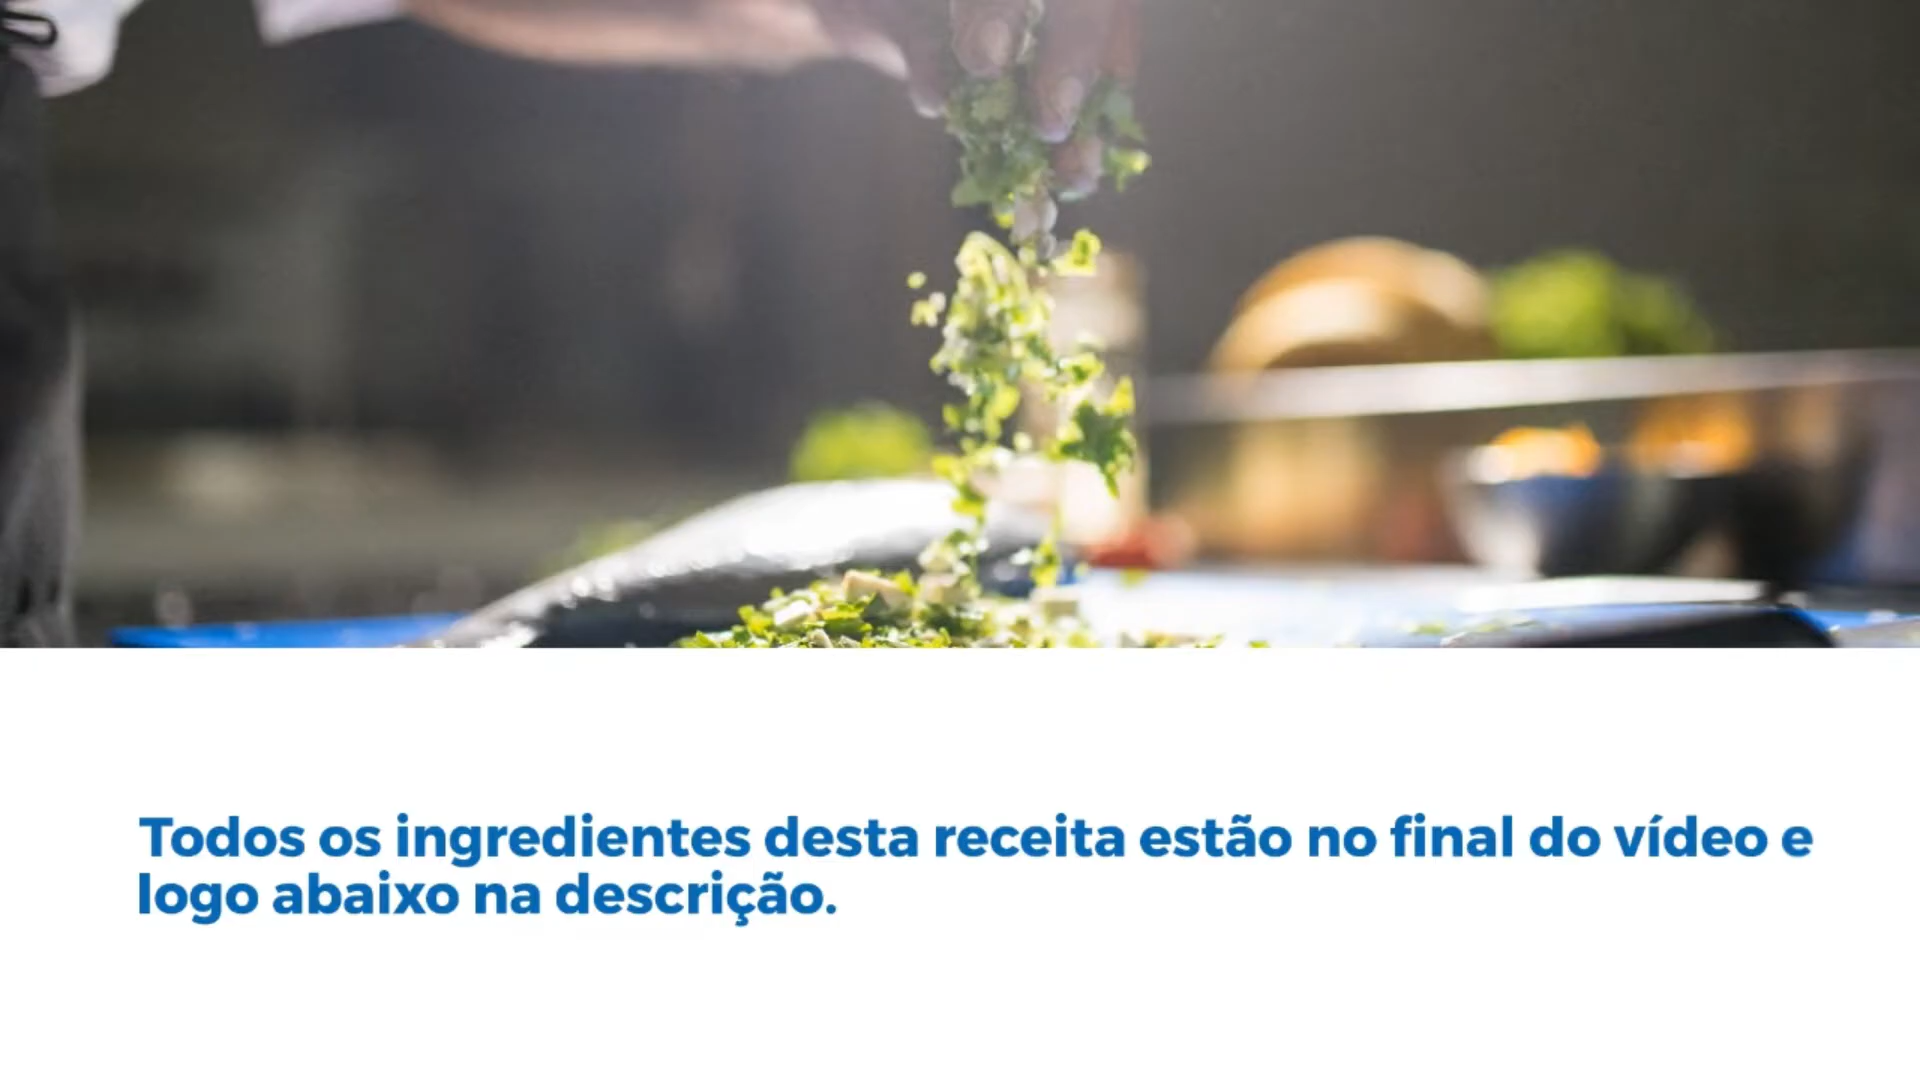 Todos os ingredientes desta receita estão no final do vídeo e
logo abaixo na descrição.